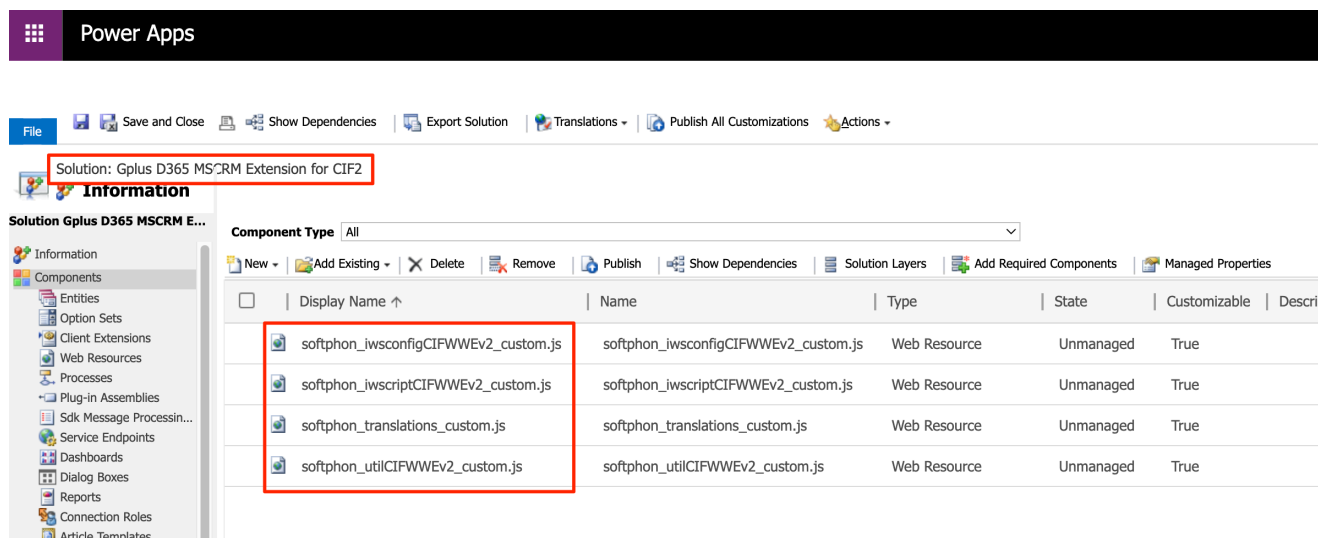 Power Apps
File Save and Close Show Dependencies Export Solution Translations Publish All Customizations Actions
Solution: Gplus D365 MSCRM Extension for CIF2
Information
Solution Gplus D365 MSCRM E...
Component Type All
Information
New Add Existing Delete Remove Publish Show Dependencies Solution Layers Add Required Components Managed Properties
Components
Entities
Option Sets
Client Extensions
Web Resources
Processes
Plug-in Assemblies
Sdk Message Processin...
Service Endpoints
Dashboards
Dialog Boxes
Reports
Connection Roles
Article Templates
Display Name Name Type State Customizable Descri
softphon_iwsconfigCIFWWEv2_custom.js softphon_iwsconfigCIFWWEv2_custom.js Web Resource Unmanaged True
softphon_iwscriptCIFWWEv2_custom.js softphon_iwscriptCIFWWEv2_custom.js Web Resource Unmanaged True
softphon_translations_custom.js softphon_translations_custom.js Web Resource Unmanaged True
softphon_utilCIFWWEv2_custom.js softphon_utilCIFWWEv2_custom.js Web Resource Unmanaged True